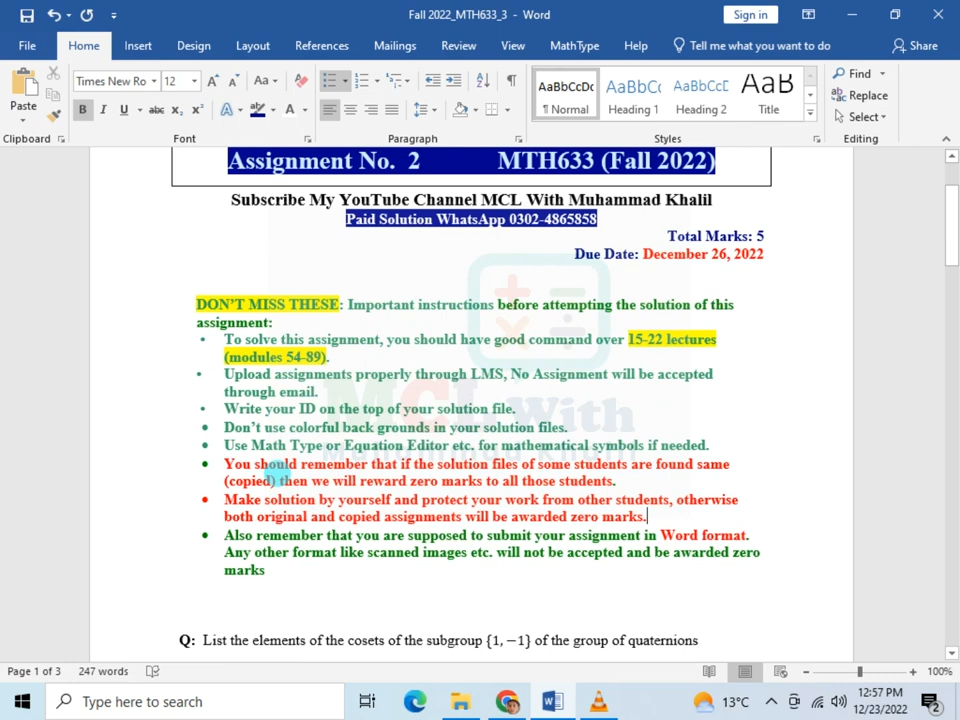 Fall 2022_MTH633_3 - Word
Sign in
File Home Insert Design Layout References Mailings Review View MathType Help Tell me what you want to do Share
Paste
Times New Ro 12
AaBbCcDc AaBbCc AaBbCcL AaB
¶ Normal Heading 1 Heading 2 Title
Find
Replace
Select
Clipboard Font Paragraph Styles Editing
Assignment No. 2 MTH633 (Fall 2022)
Subscribe My YouTube Channel MCL With Muhammad Khalil
Paid Solution WhatsApp 0302-4865858
Total Marks: 5
Due Date: December 26, 2022
DON'T MISS THESE: Important instructions before attempting the solution of this
assignment:
• To solve this assignment, you should have good command over 15-22 lectures
(modules 54-89).
• Upload assignments properly through LMS, No Assignment will be accepted
through email.
• Write your ID on the top of your solution file.
• Don't use colorful back grounds in your solution files.
• Use Math Type or Equation Editor etc. for mathematical symbols if needed.
• You should remember that if the solution files of some students are found same
(copied) then we will reward zero marks to all those students.
• Make solution by yourself and protect your work from other students, otherwise
both original and copied assignments will be awarded zero marks.
• Also remember that you are supposed to submit your assignment in Word format.
Any other format like scanned images etc. will not be accepted and be awarded zero
marks
MCL With
Muhammad Khalil
Q: List the elements of the cosets of the subgroup {1, −1} of the group of quaternions
Page 1 of 3 247 words 100%
Type here to search
13°C
12:57 PM
12/23/2022
2